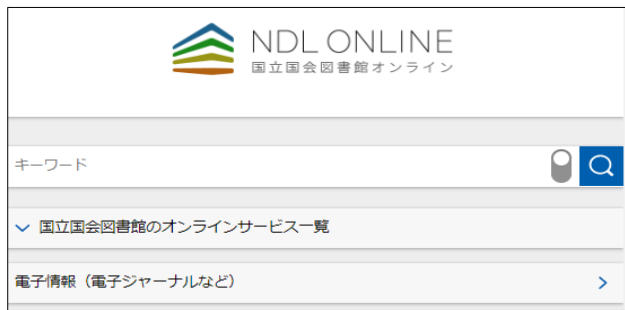 NDL ONLINE
国立国会図書館オンライン
キーワード
国立国会図書館のオンラインサービス一覧
電子情報（電子ジャーナルなど）